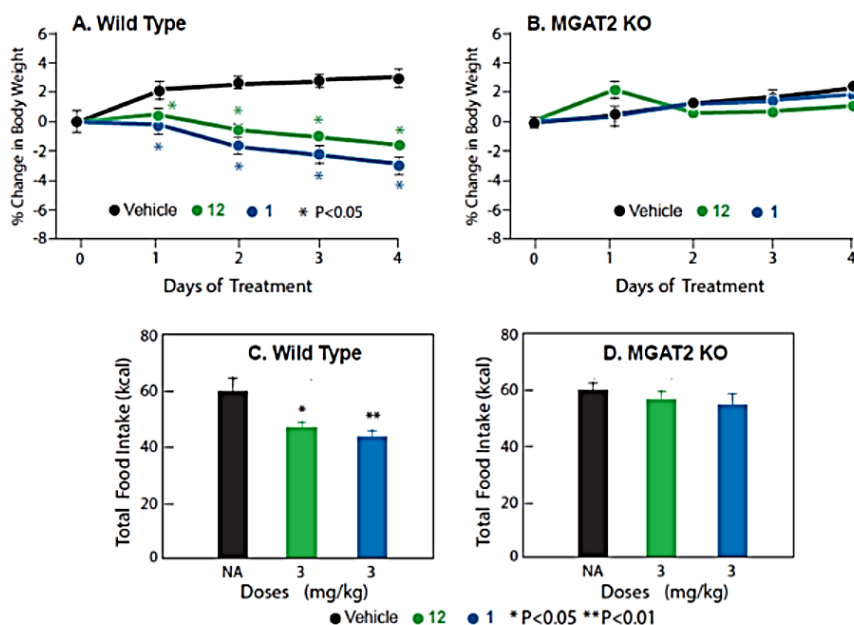 A. Wild Type
% Change in Body Weight
6
4
2
0
-2
-4
-6
-8
*
*
*
*
*
*
*
*
Vehicle 12 1 * P<0.05
0 1 2 3 4
Days of Treatment
B. MGAT2 KO
% Change in Body Weight
6
4
2
0
-2
-4
-6
-8
Vehicle 12 1
0 1 2 3 4
Days of Treatment
C. Wild Type
Total Food Intake (kcal)
80
60
40
20
0
*
**
NA 3 3
Doses (mg/kg)
D. MGAT2 KO
Total Food Intake (kcal)
80
60
40
20
0
NA 3 3
Doses (mg/kg)
Vehicle 12 1 *P<0.05 **P<0.01